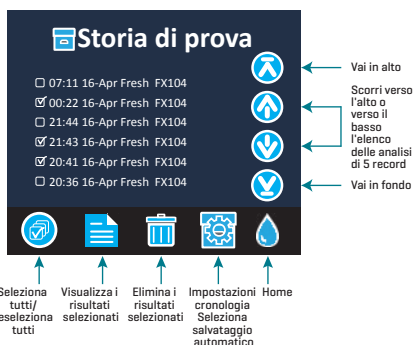 Storia di prova
07:11 16-Apr Fresh FX104
00:22 16-Apr Fresh FX104
21:44 16-Apr Fresh FX104
21:43 16-Apr Fresh FX104
20:41 16-Apr Fresh FX104
20:36 16-Apr Fresh FX104
Vai in alto
Scorri verso
l'alto o
verso il
basso
l'elenco
delle analisi
di 5 record
Vai in fondo
Seleziona
tutti/
eseleziona
tutti
Visualizza i
risultati
selezionati
Elimina i
risultati
selezionati
Impostazioni
cronologia
Seleziona
salvataggio
automatico
Home